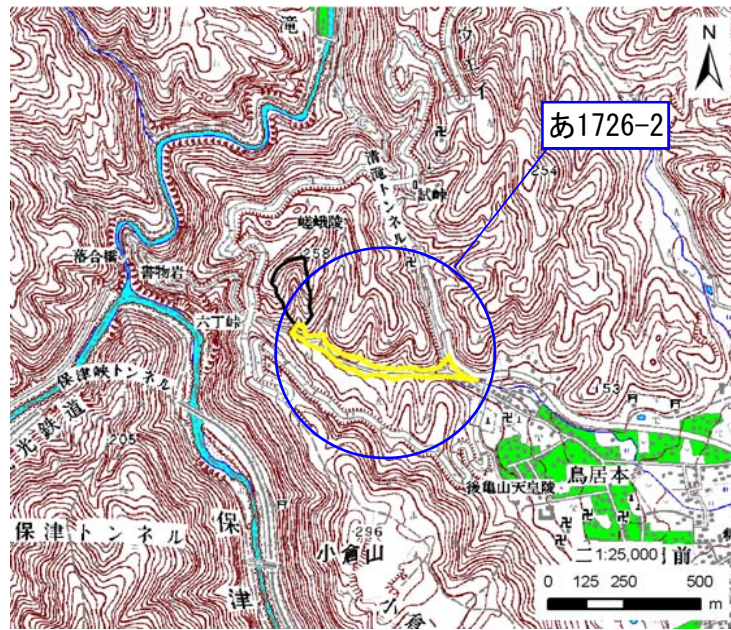 滝
ウエイ
N
あ1726-2
清滝トンネル
試峠
254
嵯峨陵
258
落合橋
書物岩
六丁峠
保津峡トンネル
光鉄道
205
153
鳥居本
後亀山天皇陵
保津トンネル
保津
296
小倉山
小倉
二
前
1:25,000
0 125 250 500
m